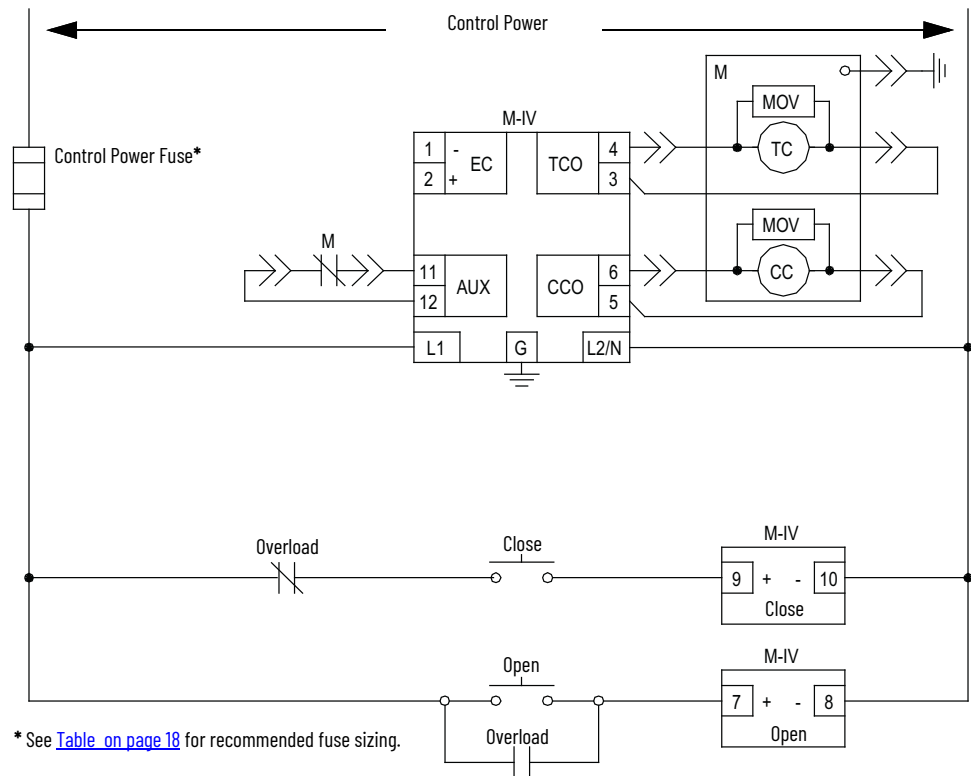 Control Power
M
MOV
M-IV
Control Power Fuse*
1 - EC TCO 4 TC
2 + 3
MOV
M
11 AUX CCO 6 CC
12 5
L1 G L2/N
Overload Close M-IV
9 + - 10
Close
Open M-IV
7 + - 8
Overload Open
* See Table on page 18 for recommended fuse sizing.